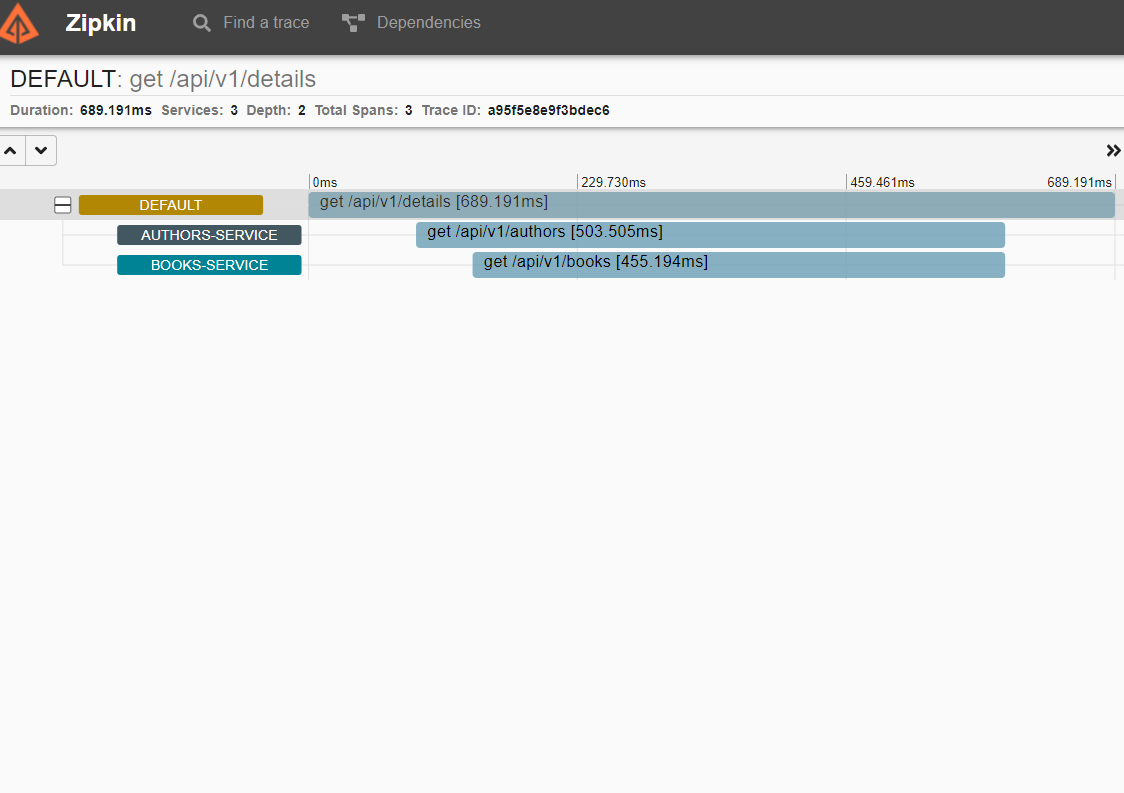 Zipkin Find a trace Dependencies
DEFAULT: get /api/v1/details
Duration: 689.191ms Services: 3 Depth: 2 Total Spans: 3 Trace ID: a95f5e8e9f3bdec6
0ms 229.730ms 459.461ms 689.191ms
DEFAULT get /api/v1/details [689.191ms]
AUTHORS-SERVICE get /api/v1/authors [503.505ms]
BOOKS-SERVICE get /api/v1/books [455.194ms]